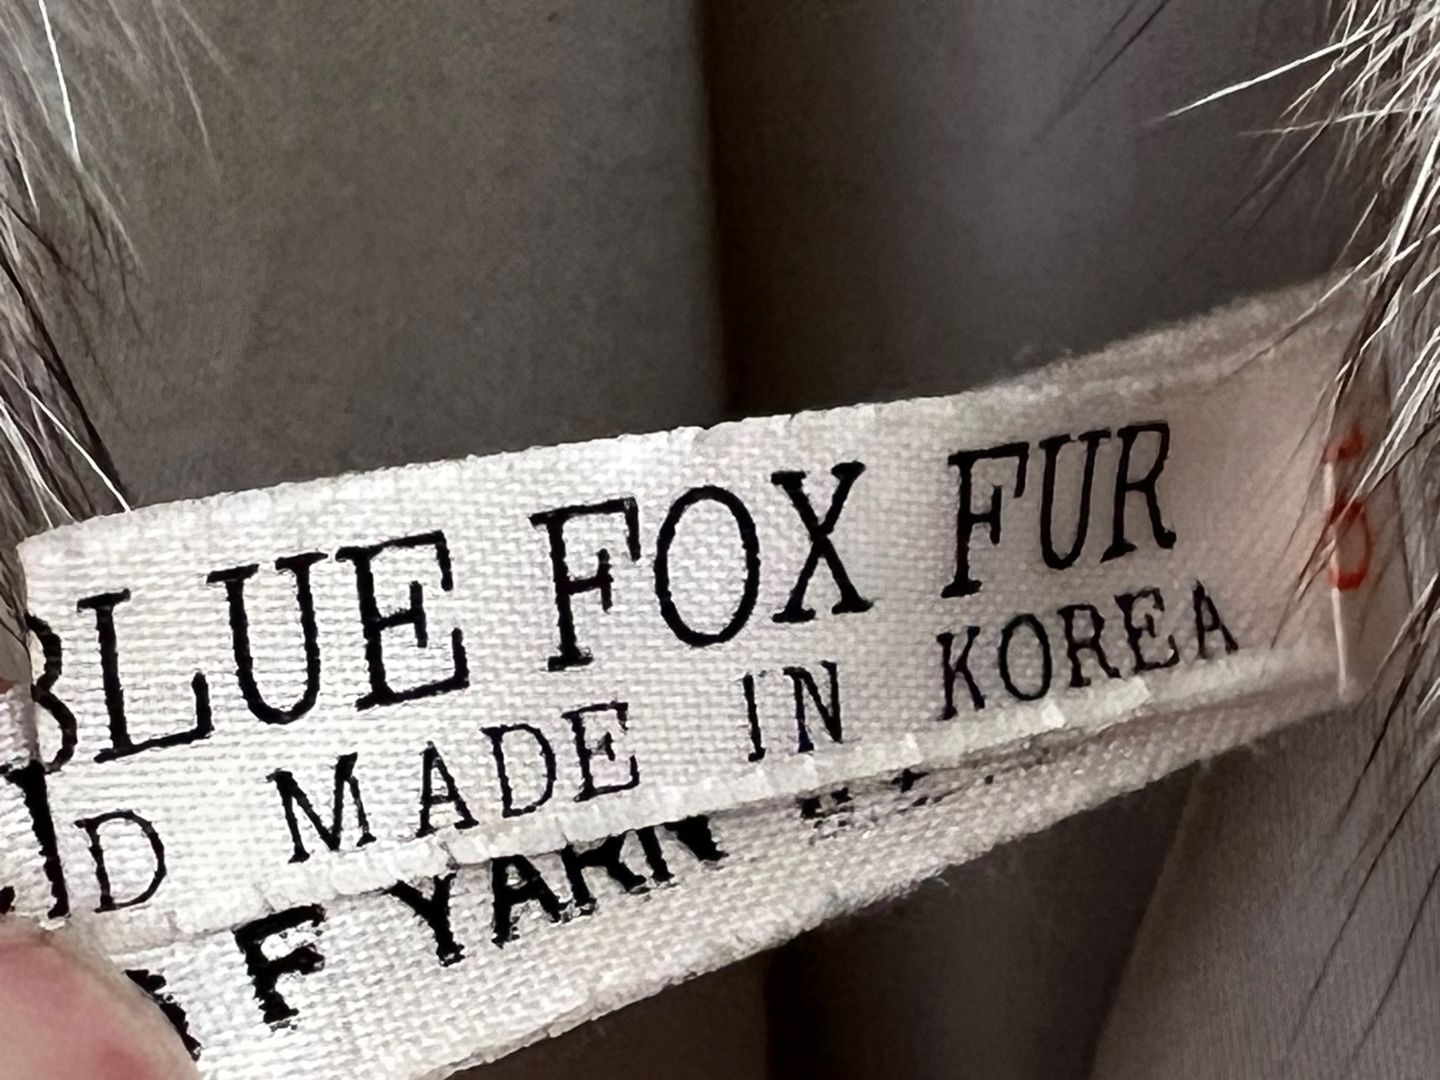 BLUE FOX FUR
D MADE IN KOREA
F YARN